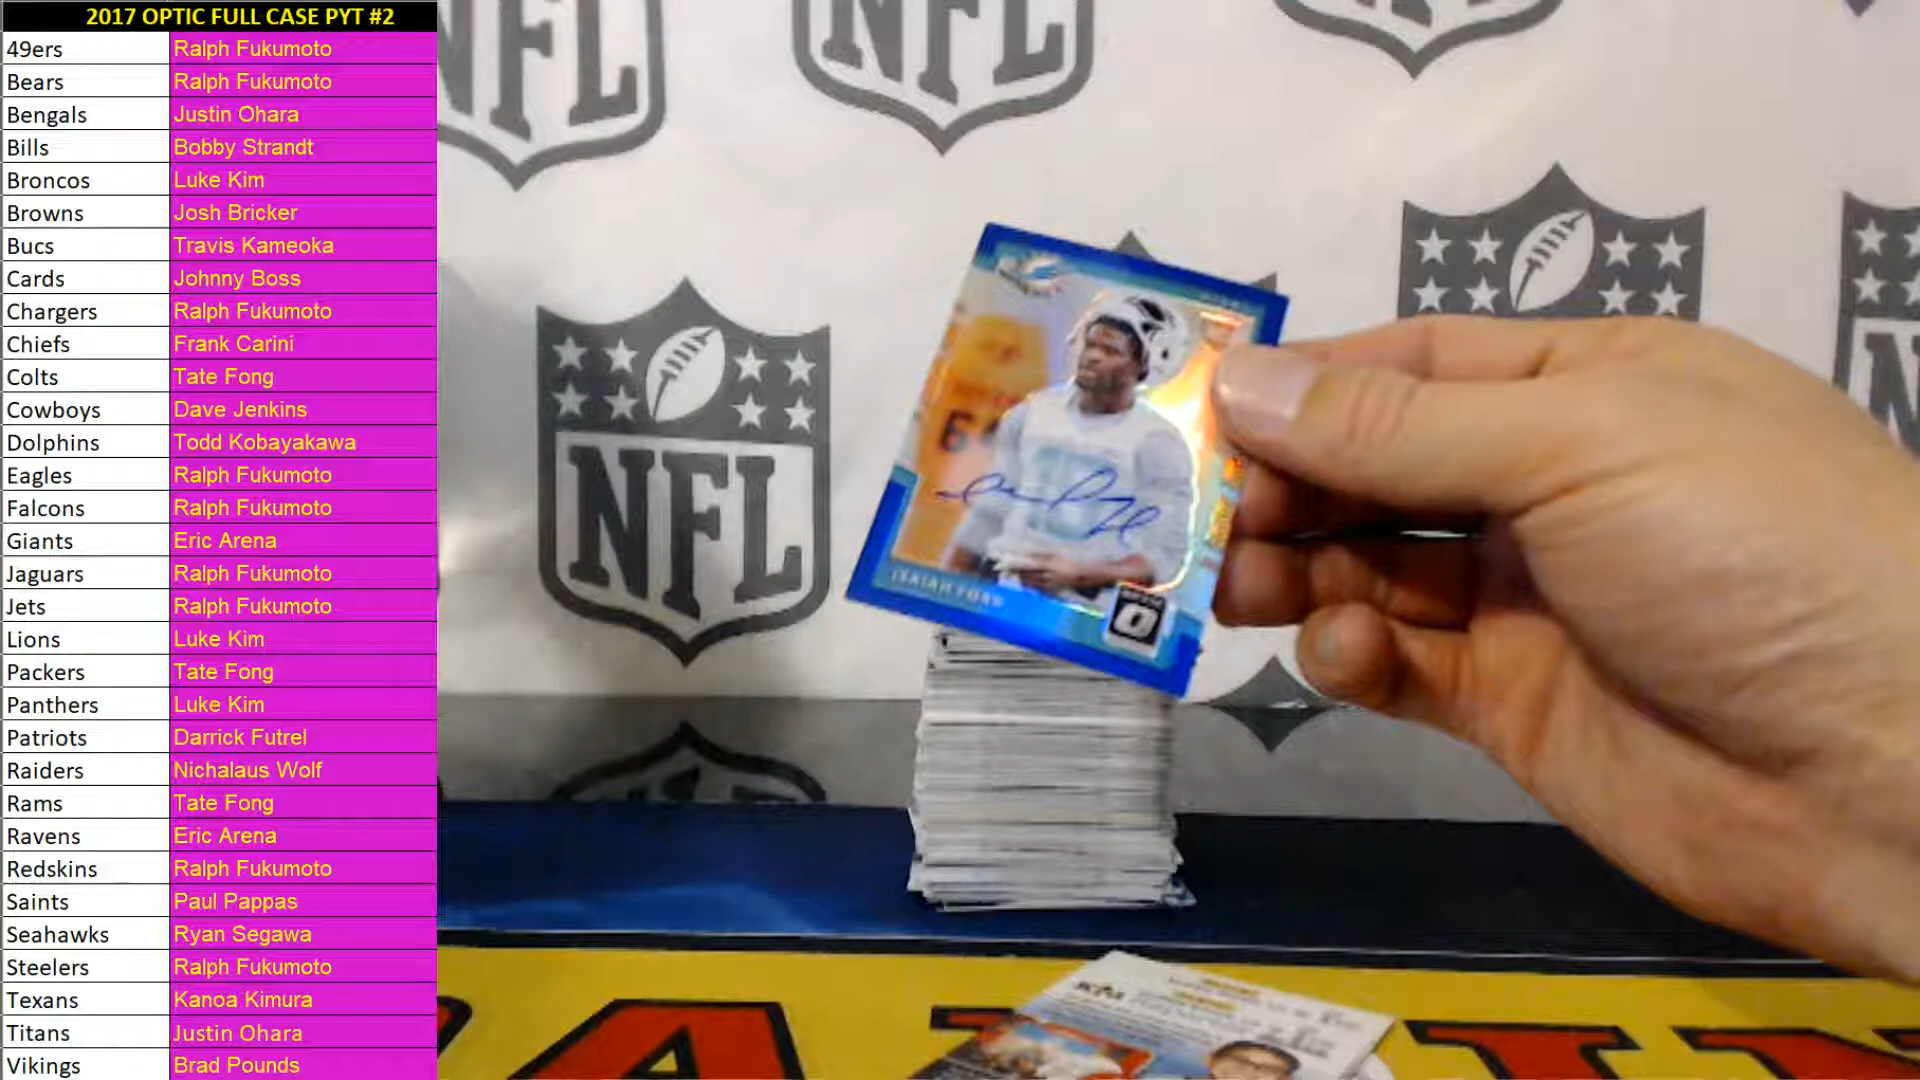 2017 OPTIC FULL CASE PYT #2
49ers Ralph Fukumoto
Bears Ralph Fukumoto
Bengals Justin Ohara
Bills Bobby Strandt
Broncos Luke Kim
Browns Josh Bricker
Bucs Travis Kameoka
Cards Johnny Boss
Chargers Ralph Fukumoto
Chiefs Frank Carini
Colts Tate Fong
Cowboys Dave Jenkins
Dolphins Todd Kobayakawa
Eagles Ralph Fukumoto
Falcons Ralph Fukumoto
Giants Eric Arena
Jaguars Ralph Fukumoto
Jets Ralph Fukumoto
Lions Luke Kim
Packers Tate Fong
Panthers Luke Kim
Patriots Darrick Futrel
Raiders Nichalaus Wolf
Rams Tate Fong
Ravens Eric Arena
Redskins Ralph Fukumoto
Saints Paul Pappas
Seahawks Ryan Segawa
Steelers Ralph Fukumoto
Texans Kanoa Kimura
Titans Justin Ohara
Vikings Brad Pounds
NFL
NFL
NFL
ISAIAH FORD